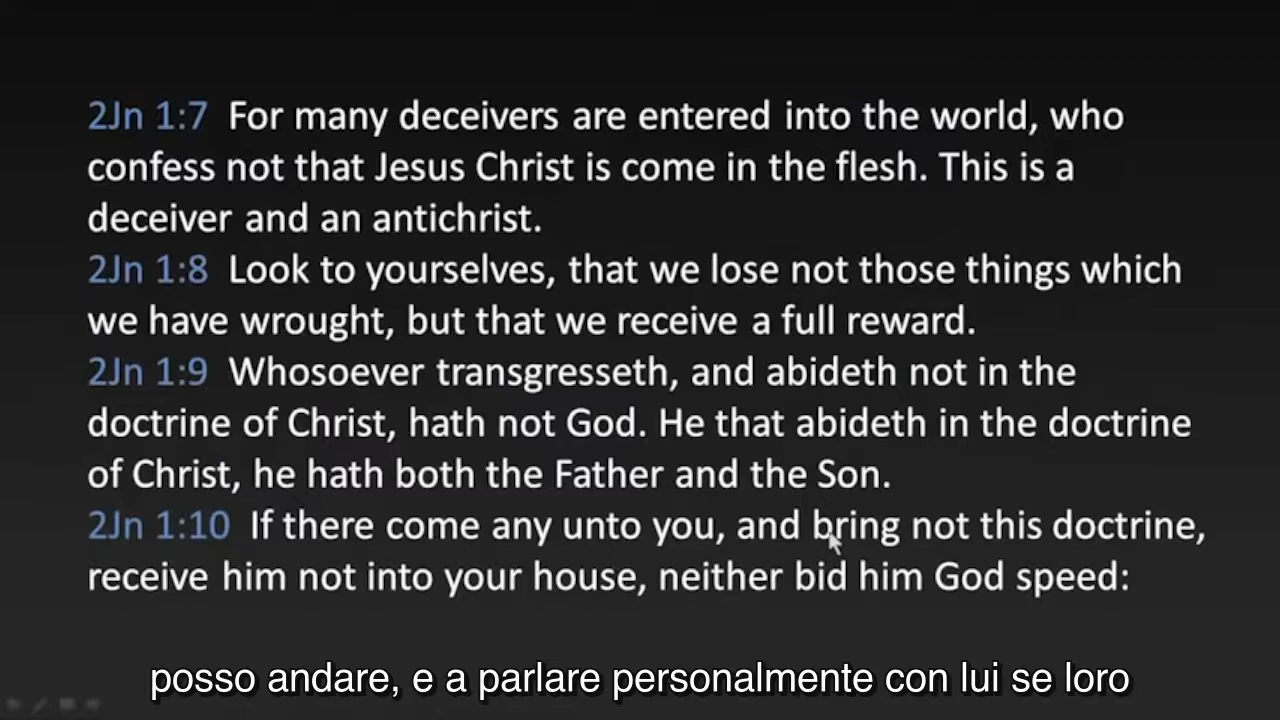 2Jn 1:7 For many deceivers are entered into the world, who
confess not that Jesus Christ is come in the flesh. This is a
deceiver and an antichrist.
2Jn 1:8 Look to yourselves, that we lose not those things which
we have wrought, but that we receive a full reward.
2Jn 1:9 Whosoever transgresseth, and abideth not in the
doctrine of Christ, hath not God. He that abideth in the doctrine
of Christ, he hath both the Father and the Son.
2Jn 1:10 If there come any unto you, and bring not this doctrine,
receive him not into your house, neither bid him God speed:
posso andare, e a parlare personalmente con lui se loro